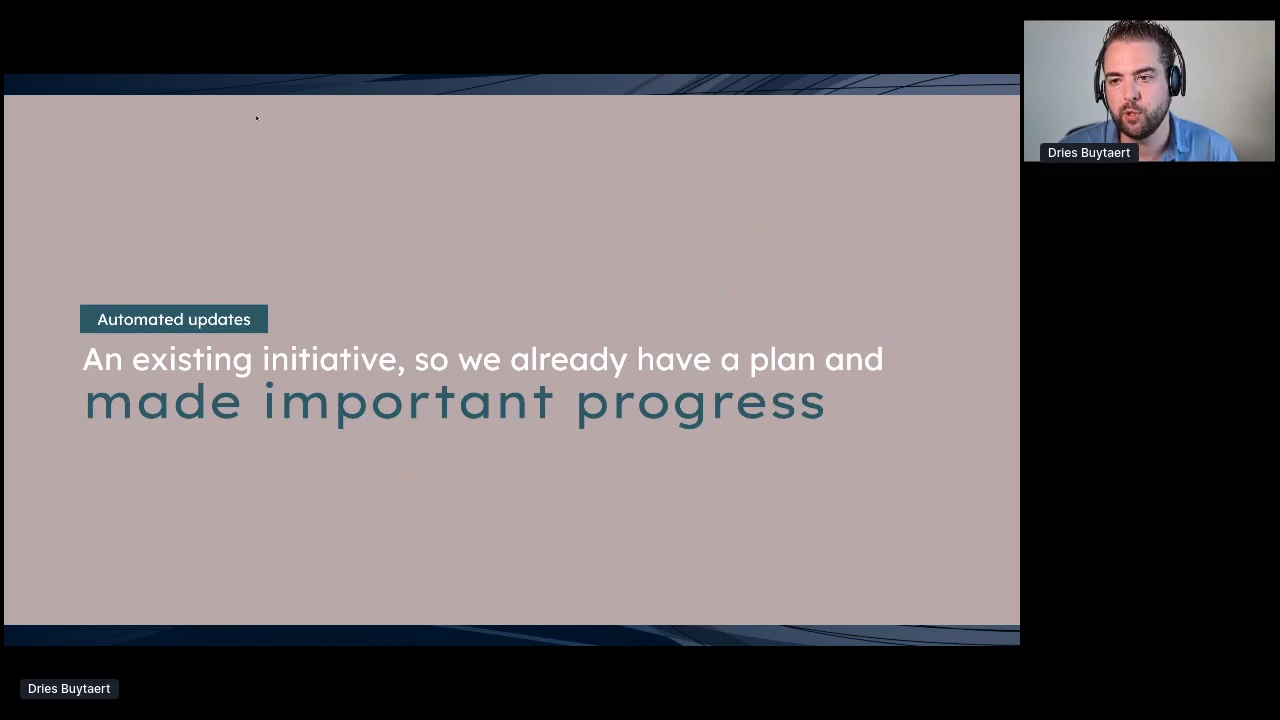 Dries Buytaert
Automated updates
An existing initiative, so we already have a plan and
made important progress
Dries Buytaert